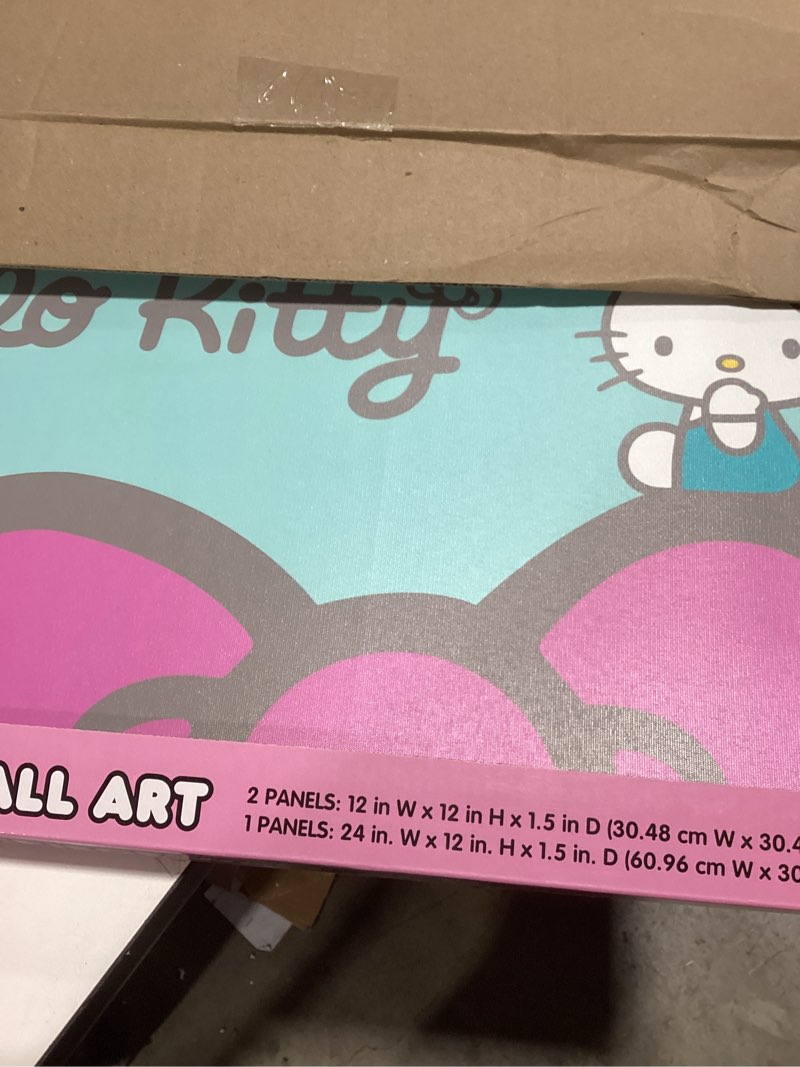 lo Kitty®
ALL ART
2 PANELS: 12 in W x 12 in H x 1.5 in D (30.48 cm W x 30.4
1 PANELS: 24 in. W x 12 in. H x 1.5 in. D (60.96 cm W x 30